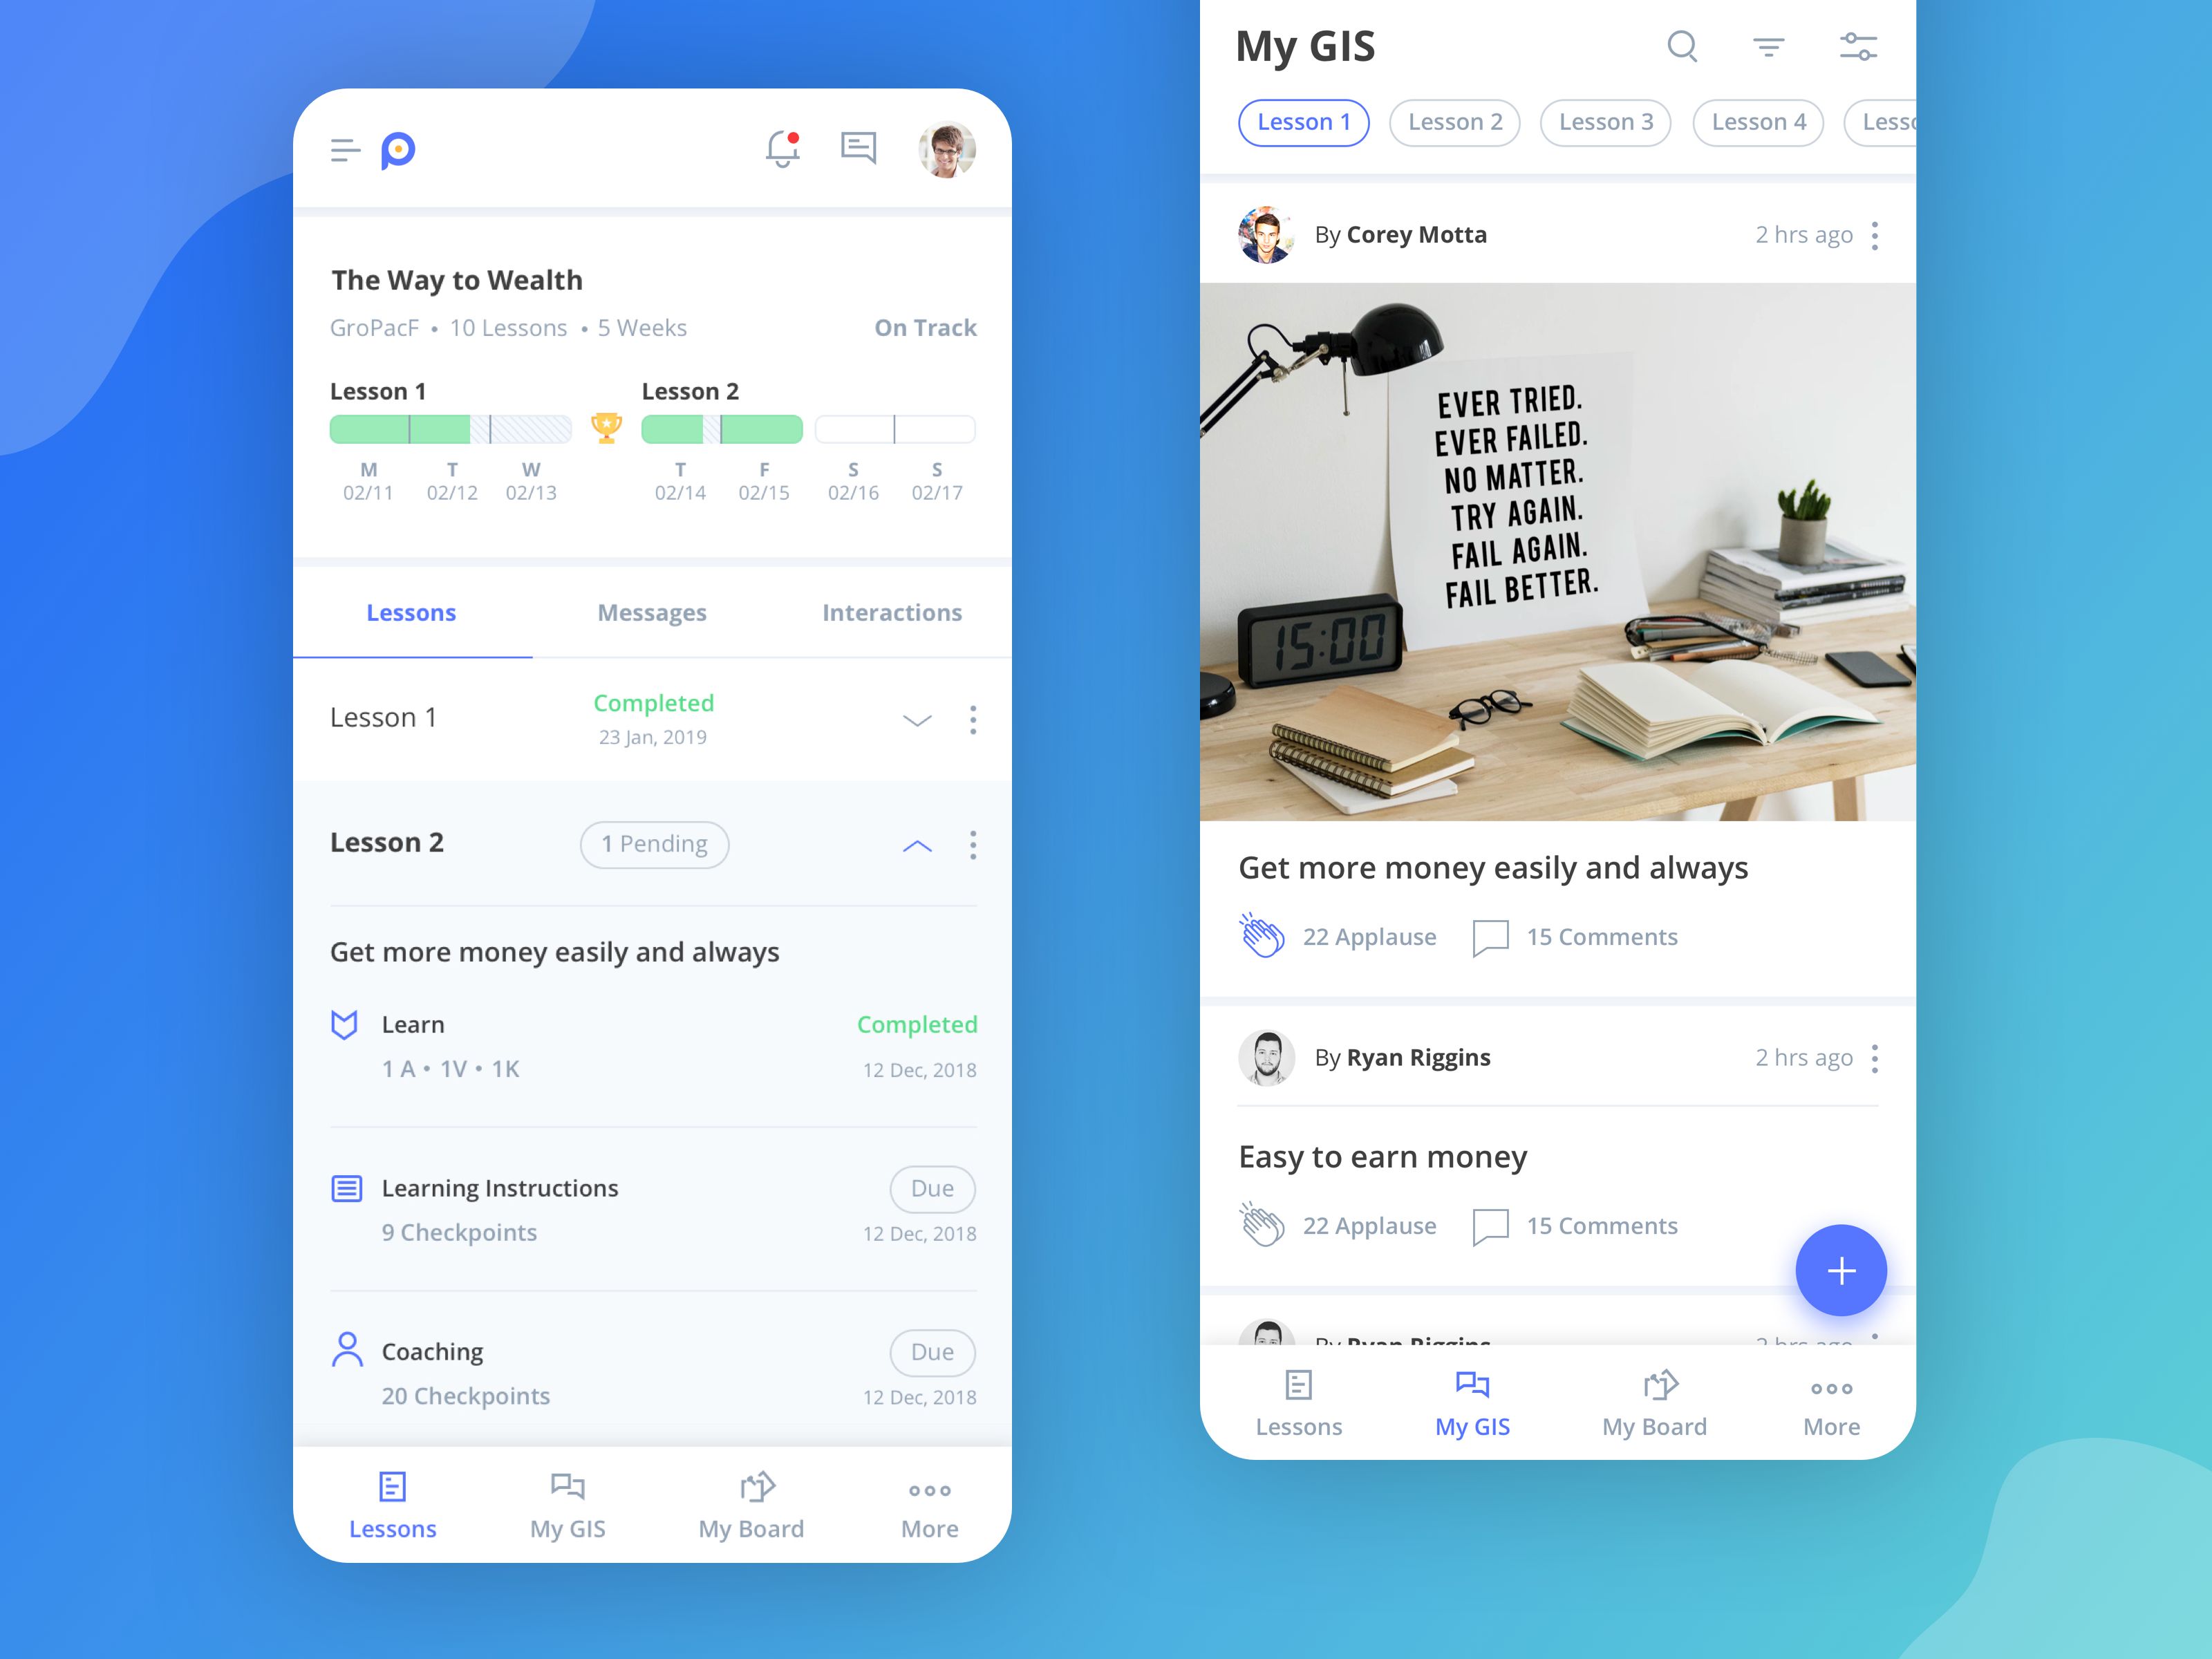 The Way to Wealth
GroPacF • 10 Lessons • 5 Weeks On Track
Lesson 1 Lesson 2
M T W T F S S
02/11 02/12 02/13 02/14 02/15 02/16 02/17
Lessons Messages Interactions
Lesson 1 Completed
23 Jan, 2019
Lesson 2 1 Pending
Get more money easily and always
Learn Completed
1 A • 1V • 1K 12 Dec, 2018
Learning Instructions Due
9 Checkpoints 12 Dec, 2018
Coaching Due
20 Checkpoints 12 Dec, 2018
Lessons My GIS My Board More
My GIS
Lesson 1 Lesson 2 Lesson 3 Lesson 4 Lesso
By Corey Motta 2 hrs ago
EVER TRIED.
EVER FAILED.
NO MATTER.
TRY AGAIN.
FAIL AGAIN.
FAIL BETTER.
15:00
Get more money easily and always
22 Applause 15 Comments
By Ryan Riggins 2 hrs ago
Easy to earn money
22 Applause 15 Comments
By Ryan Riggins 2 hrs ago
Lessons My GIS My Board More